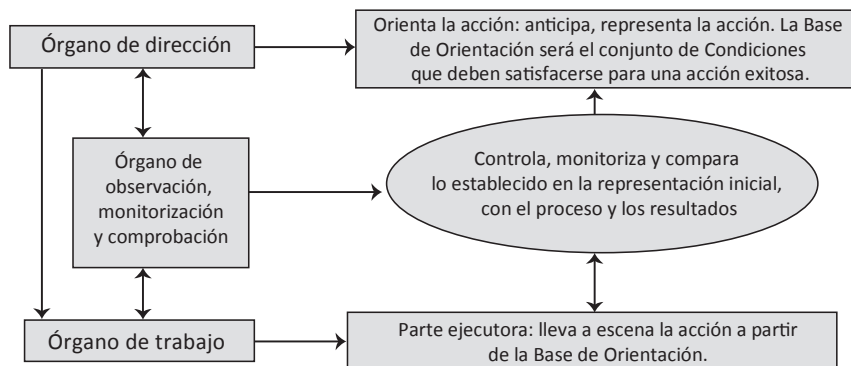 Órgano de dirección
Orienta la acción: anticipa, representa la acción. La Base
de Orientación será el conjunto de Condiciones
que deben satisfacerse para una acción exitosa.
Órgano de
observación,
monitorización
y comprobación
Controla, monitoriza y compara
lo establecido en la representación inicial,
con el proceso y los resultados
Órgano de trabajo
Parte ejecutora: lleva a escena la acción a partir
de la Base de Orientación.